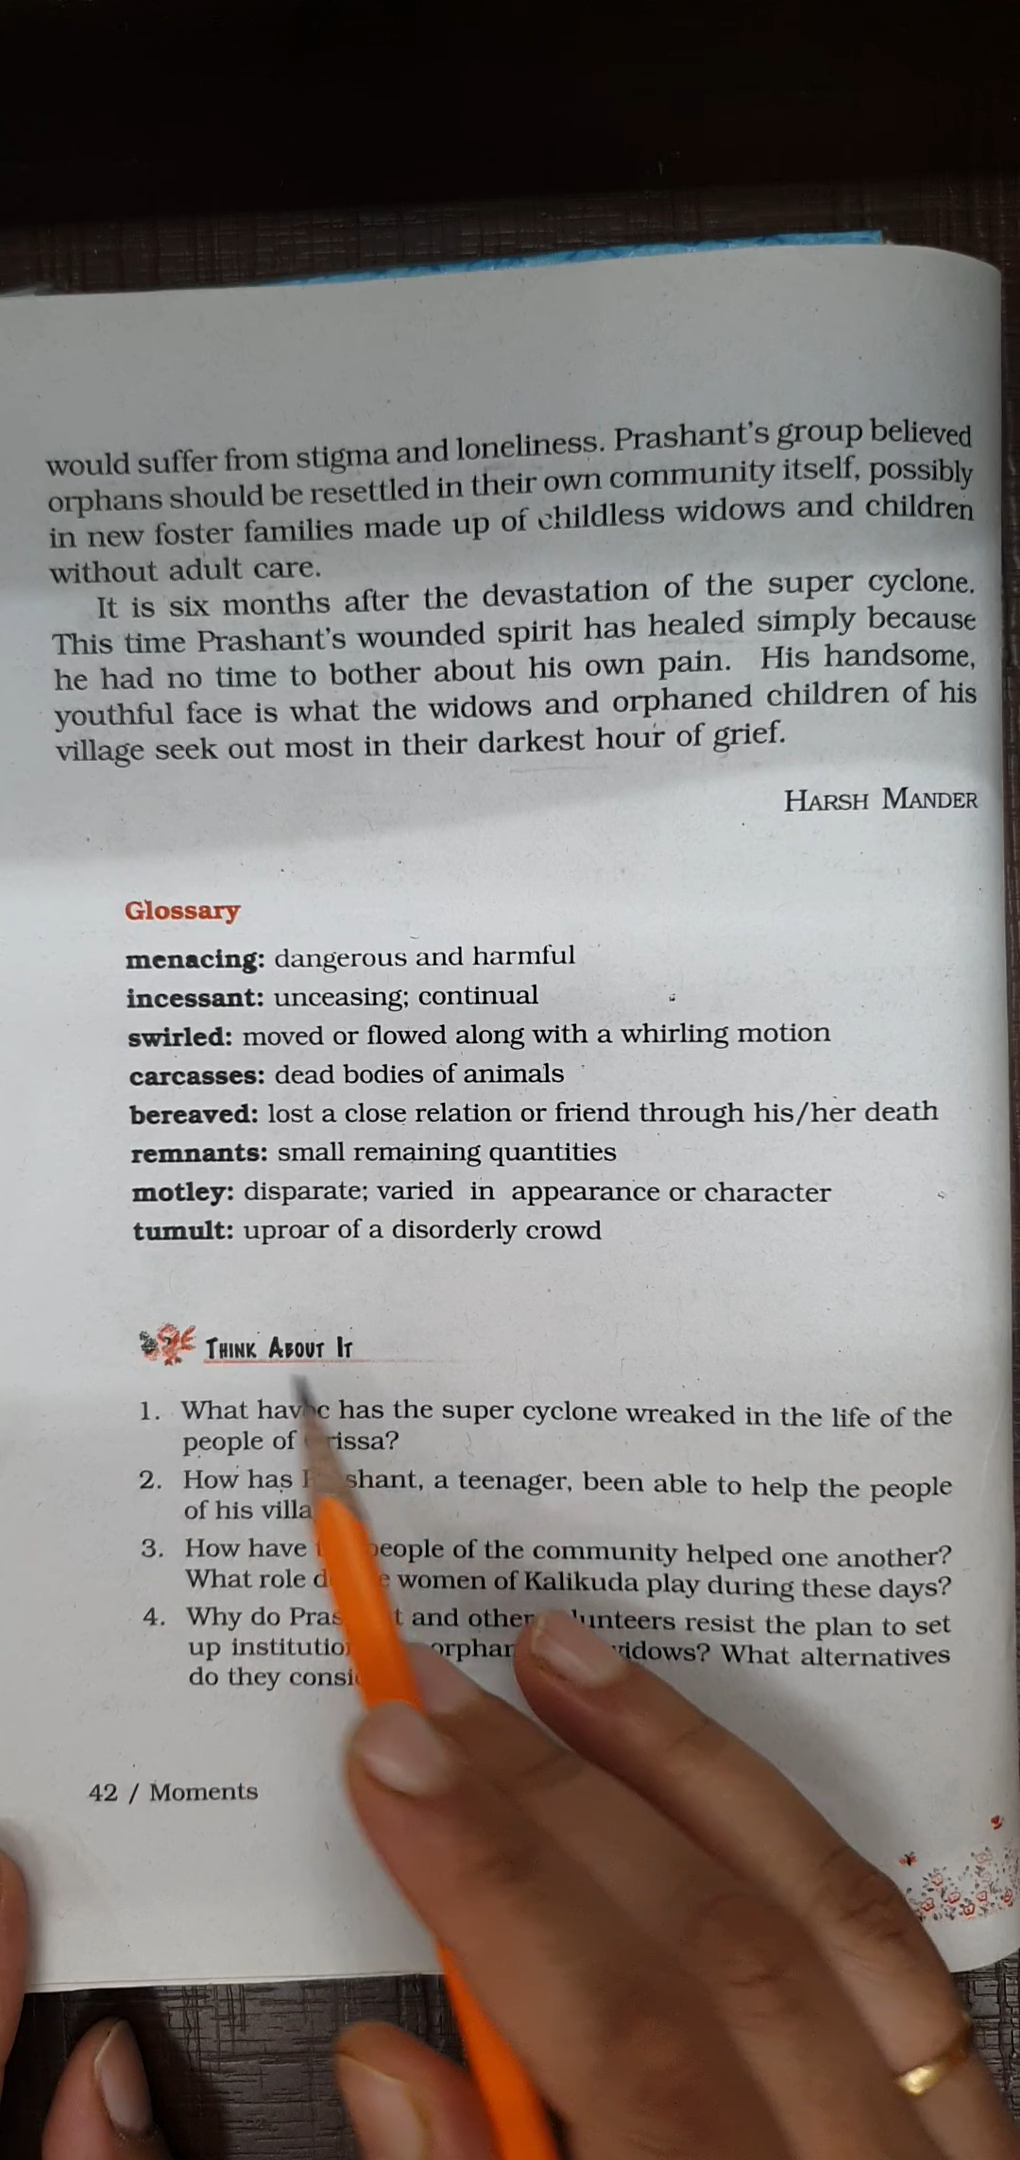 would suffer from stigma and loneliness. Prashant's group believed
orphans should be resettled in their own community itself, possibly
in new foster families made up of childless widows and children
without adult care.
It is six months after the devastation of the super cyclone.
This time Prashant's wounded spirit has healed simply because
he had no time to bother about his own pain. His handsome,
youthful face is what the widows and orphaned children of his
village seek out most in their darkest hour of grief.
HARSH MANDER
Glossary
menacing: dangerous and harmful
incessant: unceasing; continual
swirled: moved or flowed along with a whirling motion
carcasses: dead bodies of animals
bereaved: lost a close relation or friend through his/her death
remnants: small remaining quantities
motley: disparate; varied in appearance or character
tumult: uproar of a disorderly crowd
THINK ABOUT IT
1. What havoc has the super cyclone wreaked in the life of the
people of rissa?
2. How has shant, a teenager, been able to help the people
of his villa
3. How have people of the community helped one another?
What role women of Kalikuda play during these days?
4. Why do Pras t and other lunteers resist the plan to set
up institutio orphan widows? What alternatives
do they consi
42 / Moments